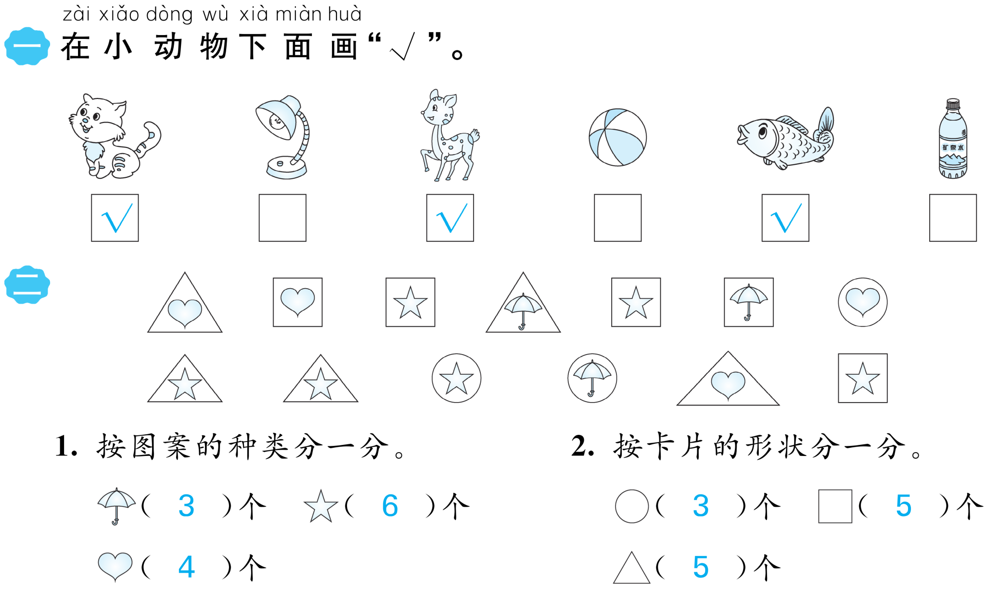 zài xiǎo dòng wù xià miàn huà
一 在小动物下面画“√”。
矿泉水
√ √ √
二
1. 按图案的种类分一分。 2. 按卡片的形状分一分。
( 3 )个 ( 6 )个 ( 3 )个 ( 5 )个
( 4 )个 ( 5 )个